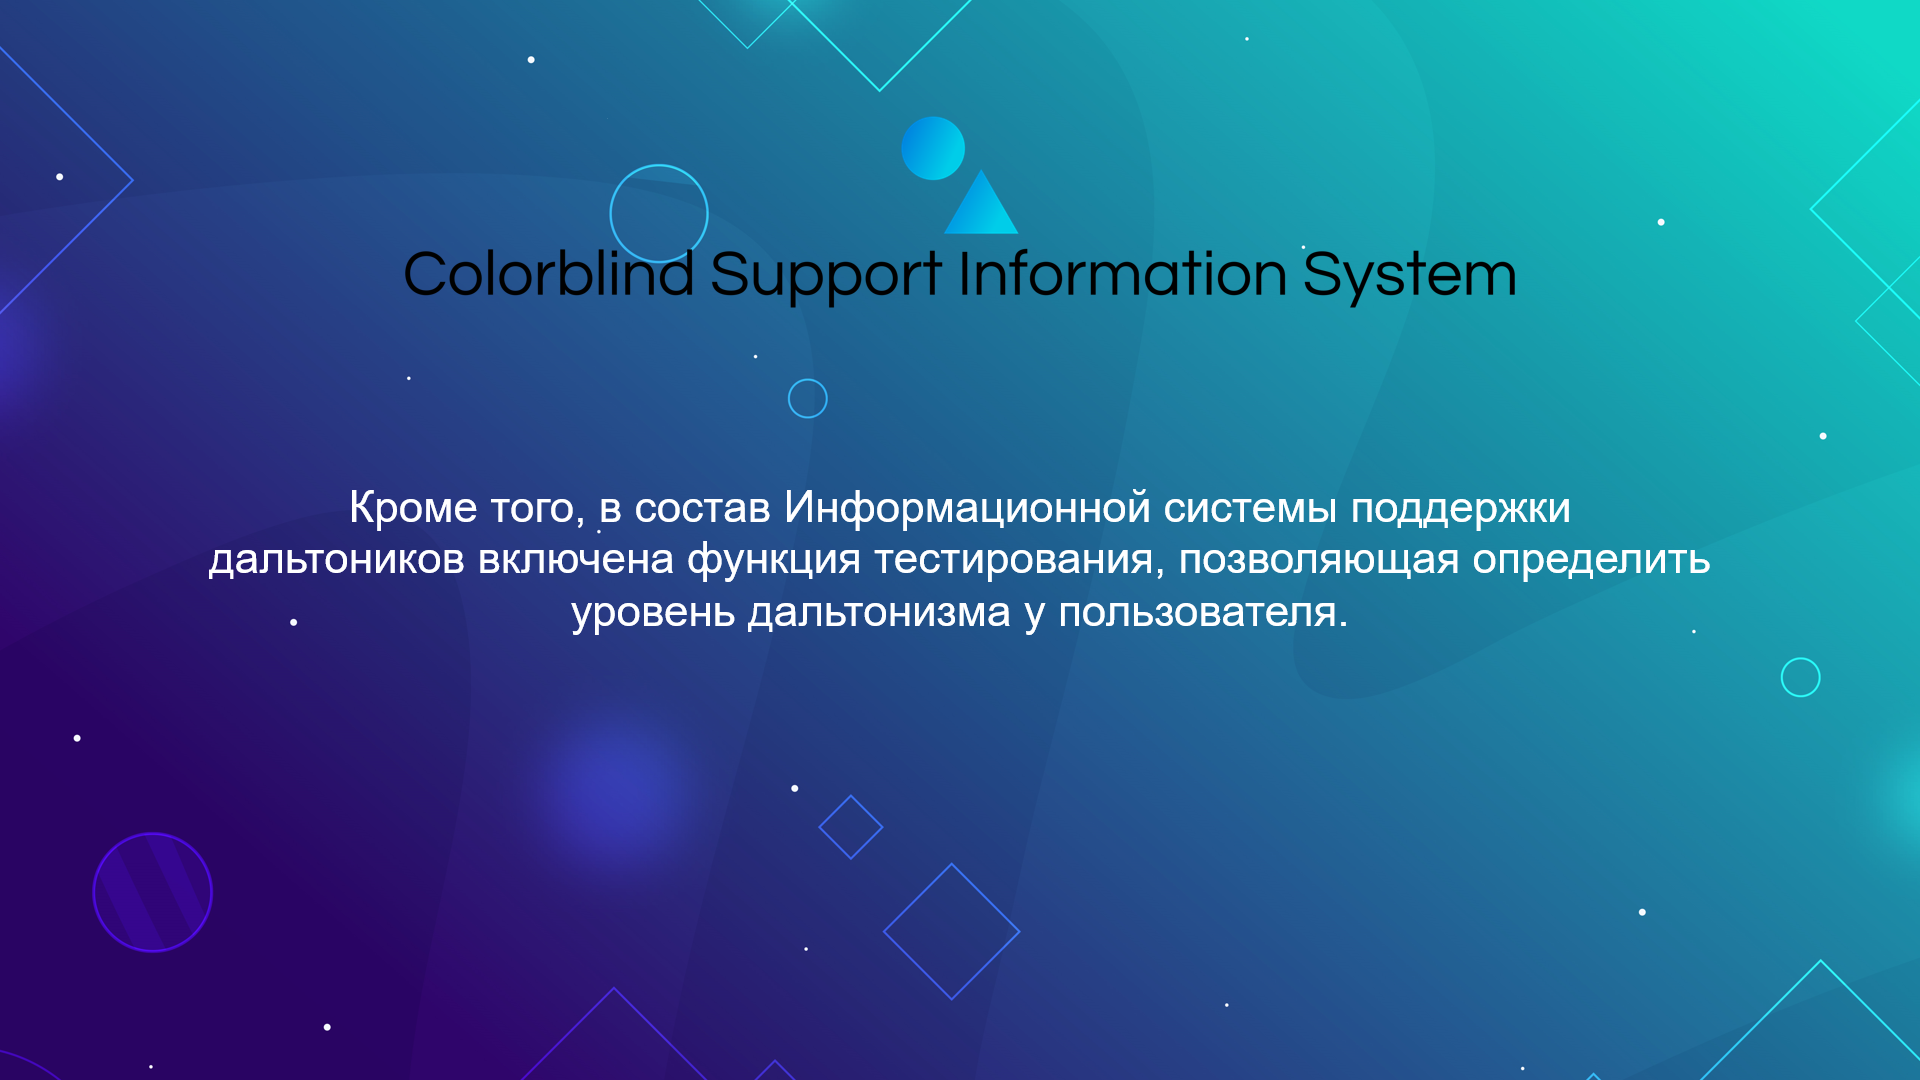 Colorblind Support Information System
Кроме того, в состав Информационной системы поддержки
дальтоников включена функция тестирования, позволяющая определить
уровень дальтонизма у пользователя.